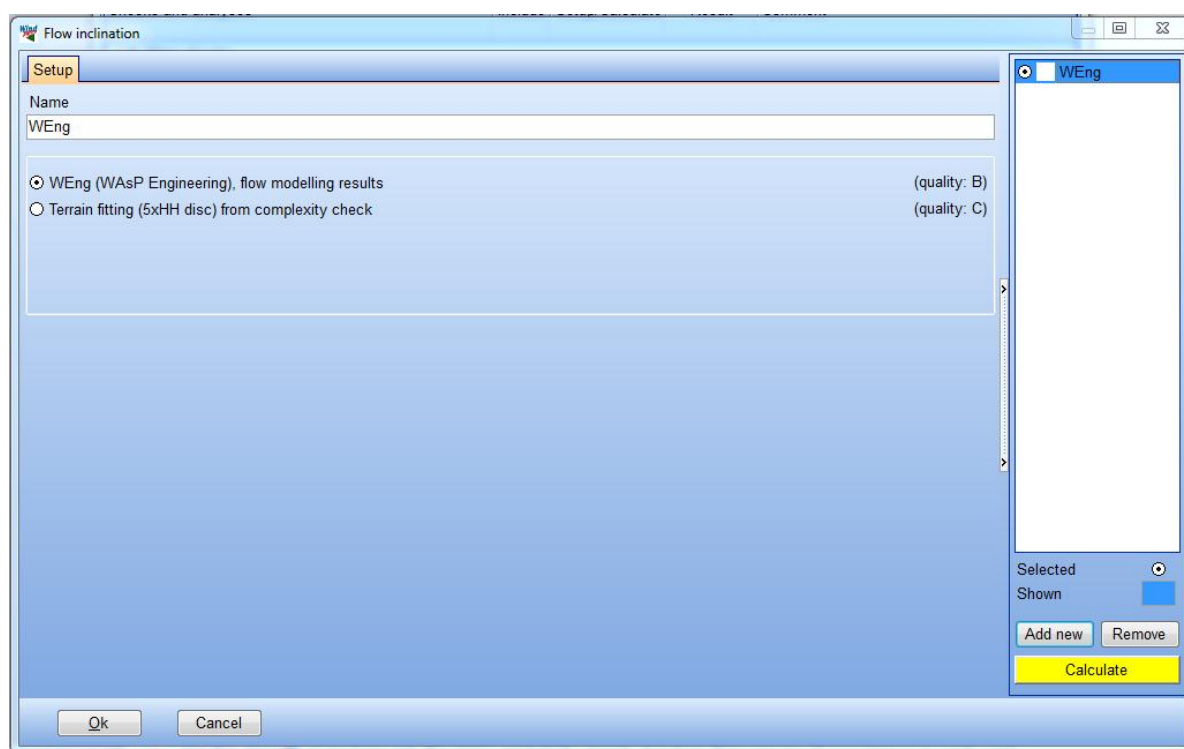 Flow inclination
Setup
Name
WEng
WEng (WAsP Engineering), flow modelling results (quality: B)
Terrain fitting (5xHH disc) from complexity check (quality: C)
Ok Cancel
WEng
Selected
Shown
Add new Remove
Calculate